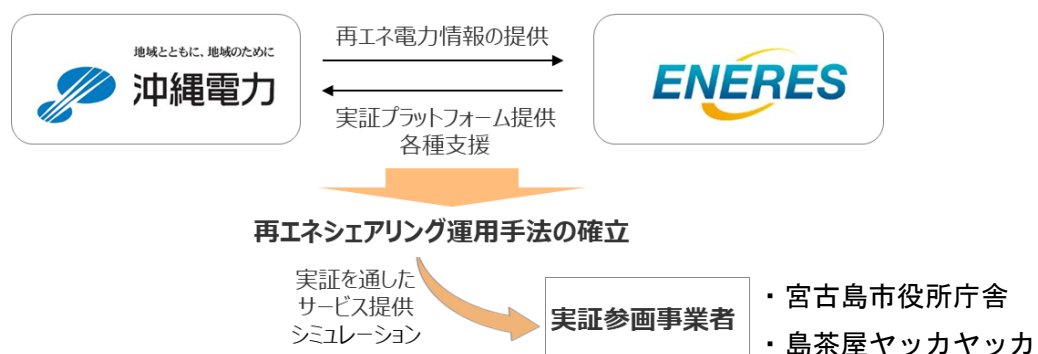 地域とともに、地域のために
沖縄電力
再エネ電力情報の提供
ENERES
実証プラットフォーム提供
各種支援
再エネシェアリング運用手法の確立
実証を通した
サービス提供
シミュレーション
実証参画事業者
・宮古島市役所庁舎
・島茶屋ヤッカヤッカ